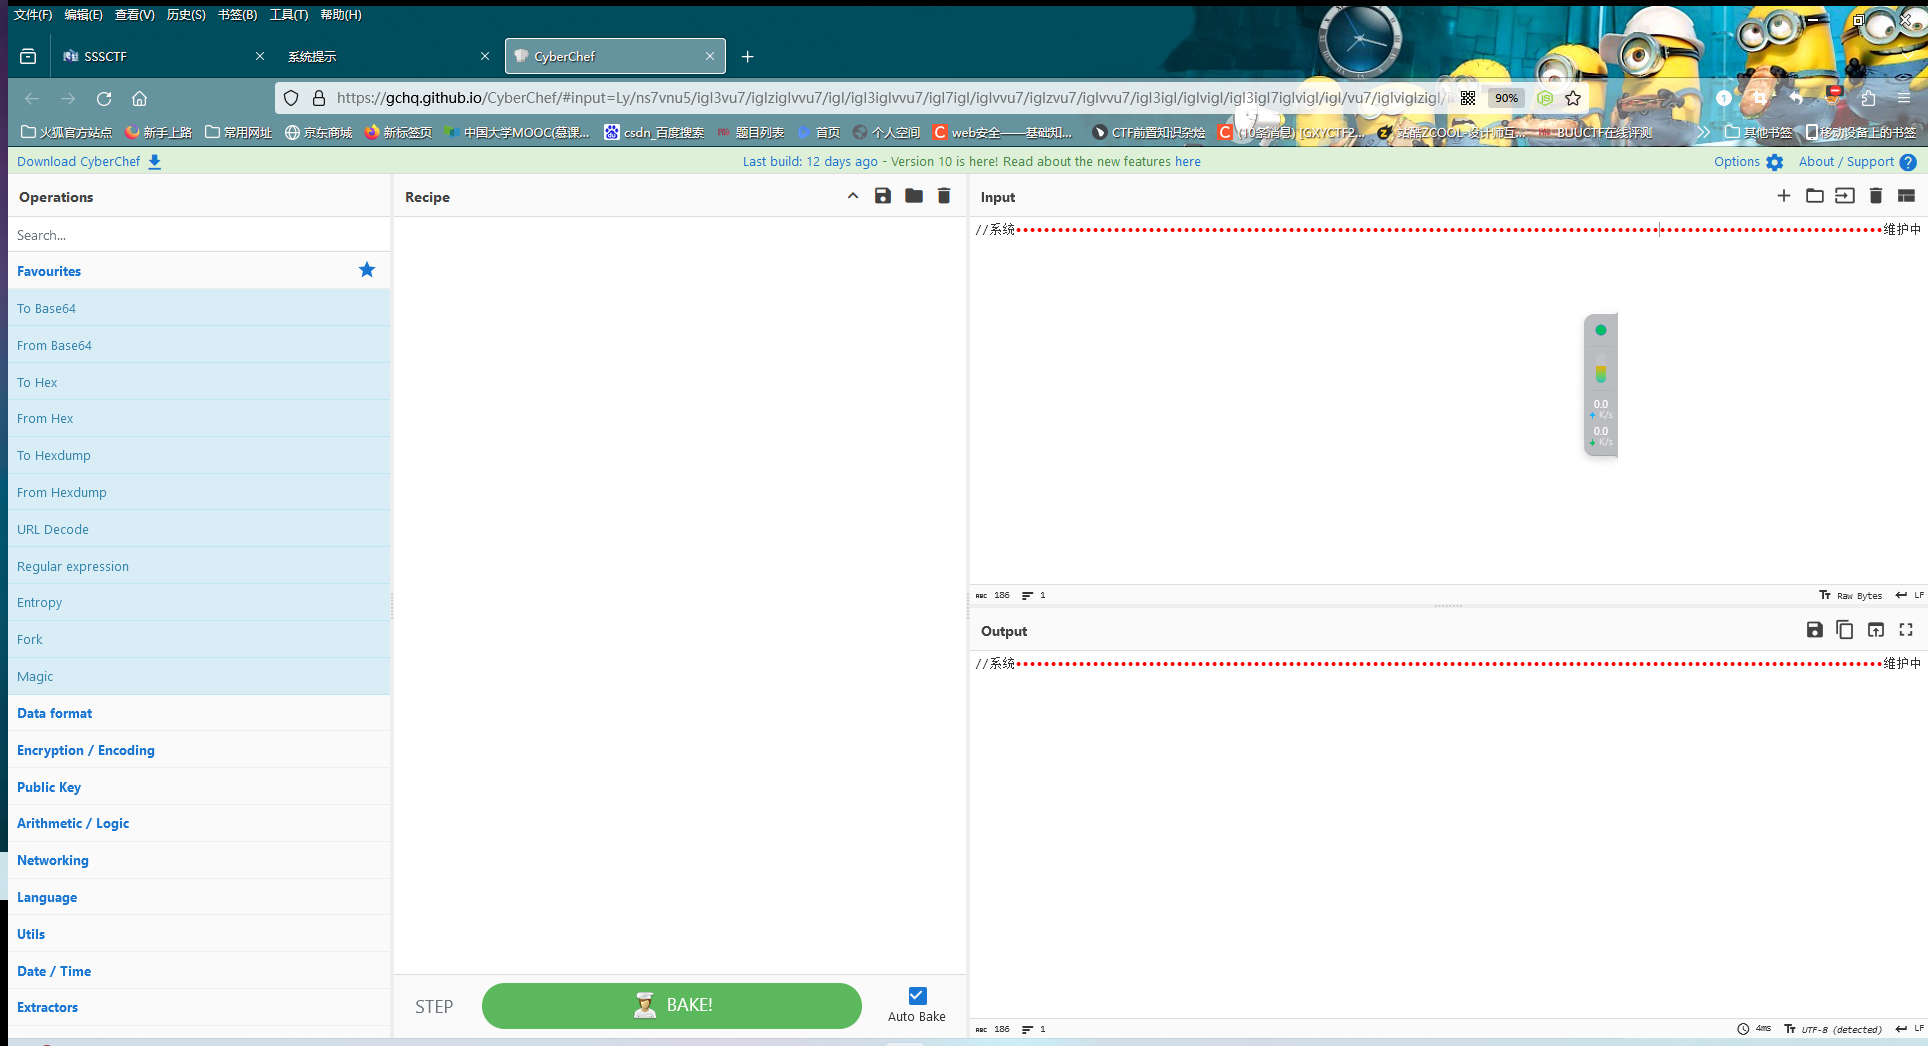 文件(F) 编辑(E) 查看(V) 历史(S) 书签(B) 工具(T) 帮助(H)
SSSCTF
系统提示
CyberChef
https://gchq.github.io/CyberChef/#input=Ly/ns7vnu5/igl3vu7/iglziglvvu7/igl/igl3iglvvu7/igl7igl/iglvvu7/iglzvu7/iglvvu7/igl3igl/iglvigl/igl3igl7iglvigl/igl/vu7/iglviglzigl/
90%
火狐官方站点 新手上路 常用网址 京东商城 新标签页 中国大学MOOC(慕课... csdn_百度搜索 题目列表 首页 个人空间 web安全——基础知... CTF前置知识杂烩 (10条消息) [GXYCTF2... 站酷ZCOOL-设计师互... BUUCTF在线评测 其他书签 移动设备上的书签
Download CyberChef
Last build: 12 days ago - Version 10 is here! Read about the new features here
Options
About / Support
Operations
Recipe
Input
Search...
//系统维护中
Favourites
To Base64
From Base64
To Hex
From Hex
To Hexdump
From Hexdump
URL Decode
Regular expression
Entropy
Fork
Magic
Data format
Encryption / Encoding
Public Key
Arithmetic / Logic
Networking
Language
Utils
Date / Time
Extractors
0.0
K/s
0.0
K/s
ABC 186 1
Tт Raw Bytes LF
Output
//系统维护中
STEP
BAKE!
Auto Bake
ABC 186 1
4ms Tт UTF-8 (detected) LF